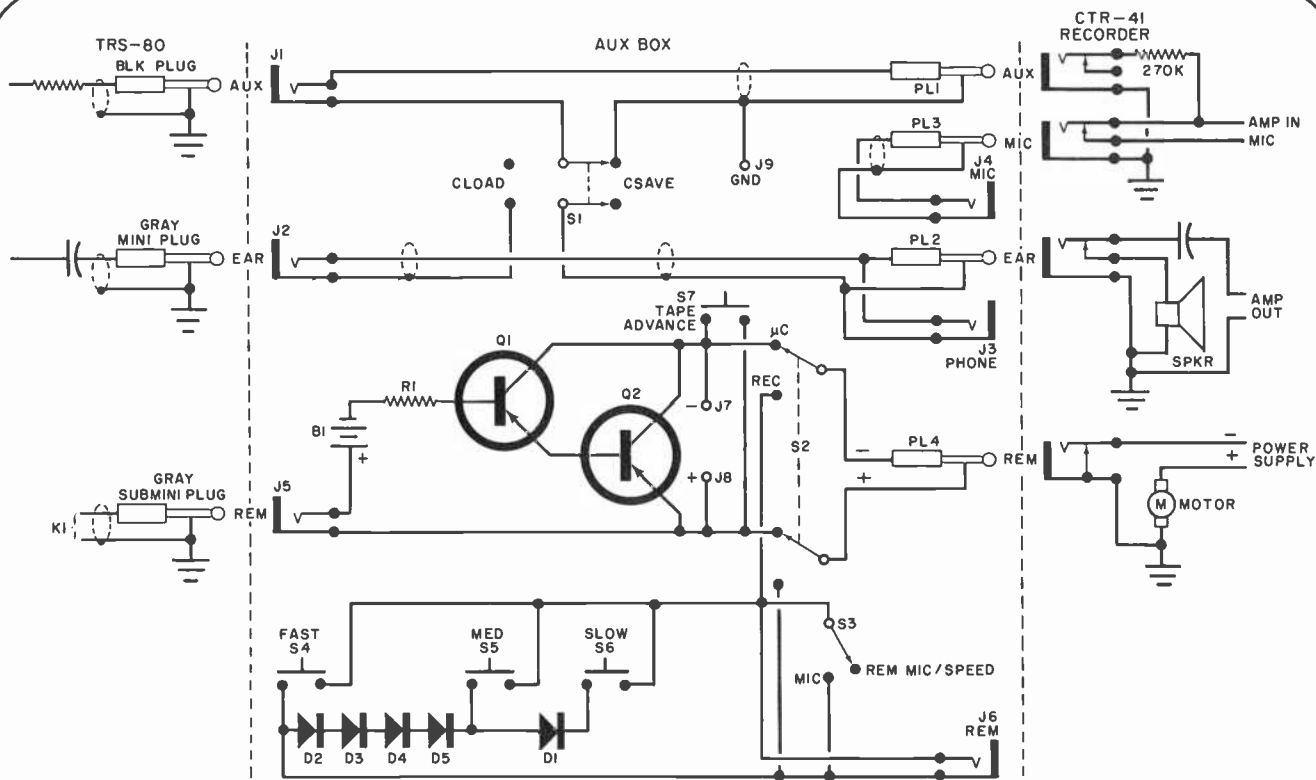 TRS-80
BLK PLUG
AUX
J1
V
AUX BOX
PL1
AUX
CTR-41
RECORDER
270K
V
PL3
MIC
V
AMP IN
MIC
CLOAD
CSAVE
S1
J9
GND
J4
MIC
V
GRAY
MINI PLUG
EAR
J2
V
PL2
EAR
V
S7
TAPE
ADVANCE
V
J3
PHONE
SPKR
AMP
OUT
Q1
µC
R1
Q2
REC
- J7
B1
+
S2
+ J8
-
+
PL4
REM
V
-
+
POWER
SUPPLY
M
MOTOR
GRAY
SUBMINI PLUG
K1
REM
J5
V
FAST
S4
MED
S5
SLOW
S6
S3
REM MIC/SPEED
MIC
D2
D3
D4
D5
D1
J6
REM
V